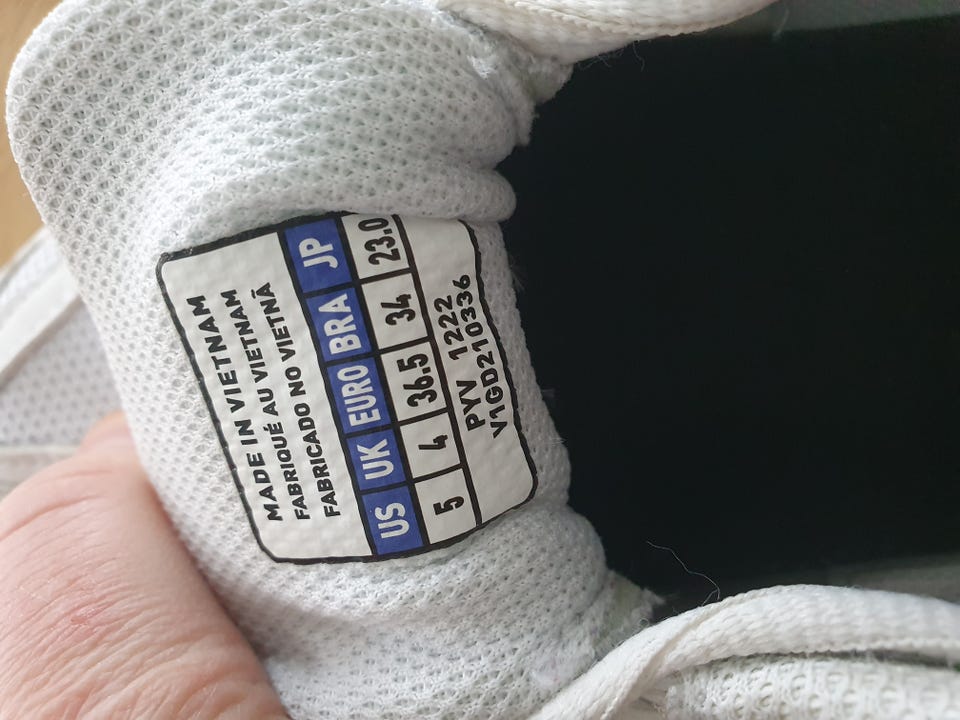 MADE IN VIETNAM
FABRIQUÉ AU VIETNAM
FABRICADO NO VIETNÃ
US UK EURO BRA JP
5 4 36.5 34 23.0
PYV 1222
V1GD210336